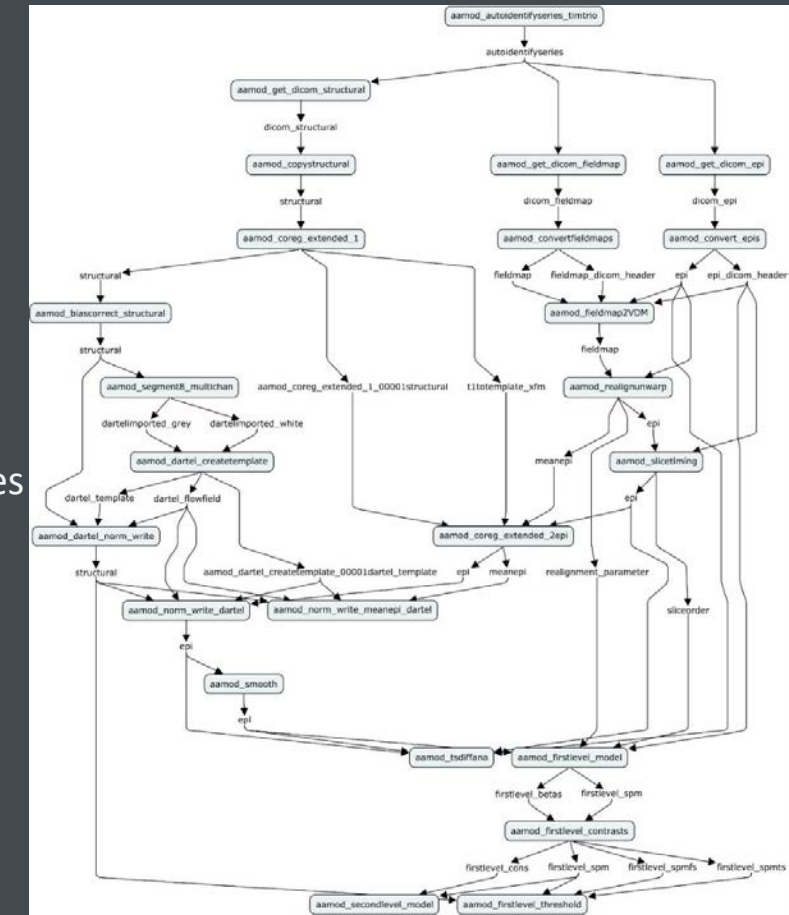 aamod_autoidentifyseries_timtrio
autoidentifyseries
aamod_get_dicom_structural
dicom_structural
aamod_get_dicom_fieldmap aamod_get_dicom_epi
aamod_copystructural
dicom_fieldmap dicom_epi
structural
aamod_coreg_extended_1 aamod_convertfieldmaps aamod_convert_epis
structural fieldmap fieldmap_dicom_header epi epi_dicom_header
aamod_biascorrect_structural aamod_fieldmap2VDM
structural fieldmap
aamod_segment8_multichan aamod_coreg_extended_1_00001structural t1totemplate_xfm aamod_realignunwarp
dartelimported_grey dartelimported_white epi
aamod_dartel_createtemplate meanepi aamod_slicetiming
es
dartel_template dartel_flowfield epi
aamod_dartel_norm_write aamod_coreg_extended_2epi
structural aamod_dartel_createtemplate_00001dartel_template epi meanepi realignment_parameter
aamod_norm_write_dartel aamod_norm_write_meanepi_dartel sliceorder
epi
aamod_smooth
epi
aamod_tsdiffana aamod_firstlevel_model
firstlevel_betas firstlevel_spm
aamod_firstlevel_contrasts
firstlevel_cons firstlevel_spm firstlevel_spmfs firstlevel_spmts
aamod_secondlevel_model aamod_firstlevel_threshold